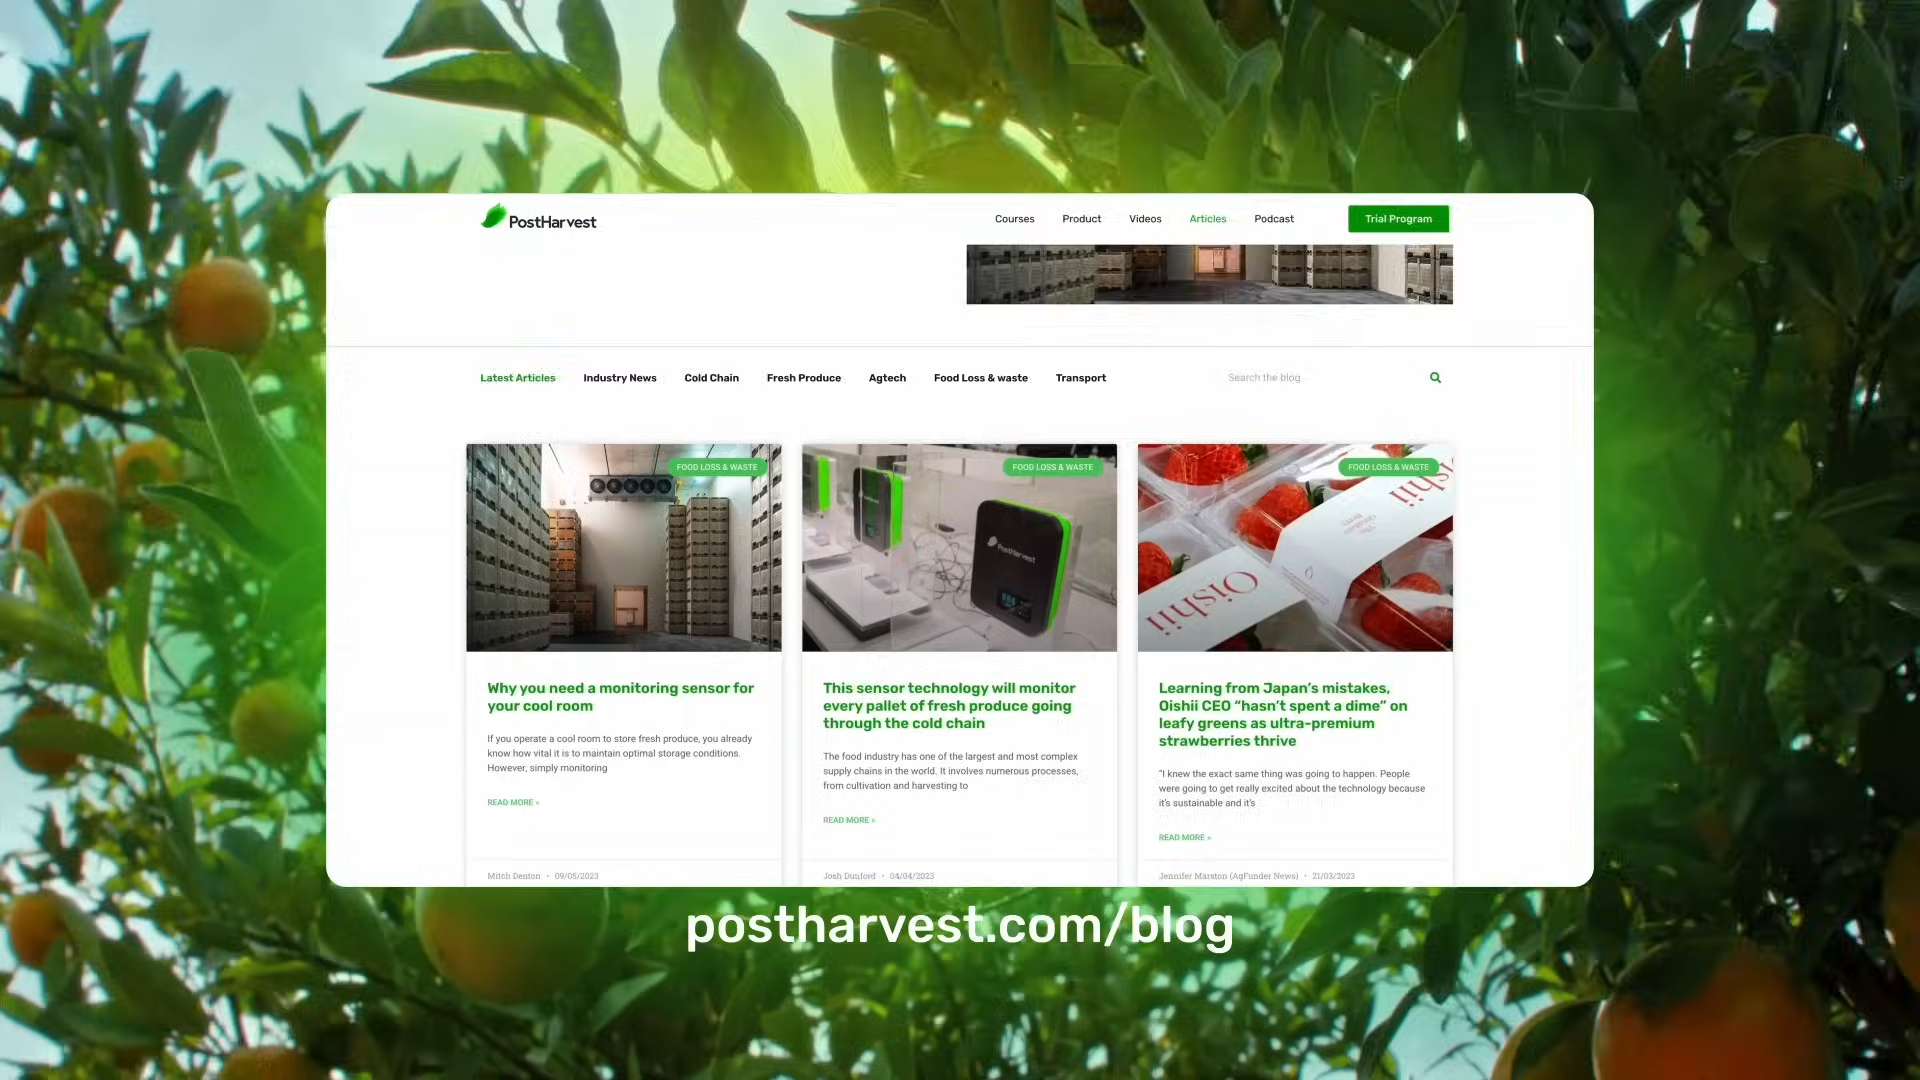 PostHarvest
Courses Product Videos Articles Podcast Trial Program
Latest Articles Industry News Cold Chain Fresh Produce Agtech Food Loss & waste Transport Search the blog
FOOD LOSS & WASTE
FOOD LOSS & WASTE
PostHarvest
FOOD LOSS & WASTE
Oishii
Oishii
Why you need a monitoring sensor for
your cool room
If you operate a cool room to store fresh produce, you already
know how vital it is to maintain optimal storage conditions.
However, simply monitoring
READ MORE »
Mitch Denton • 09/05/2023
This sensor technology will monitor
every pallet of fresh produce going
through the cold chain
The food industry has one of the largest and most complex
supply chains in the world. It involves numerous processes,
from cultivation and harvesting to
READ MORE »
Josh Dunford • 04/04/2023
Learning from Japan’s mistakes,
Oishii CEO “hasn’t spent a dime” on
leafy greens as ultra-premium
strawberries thrive
“I knew the exact same thing was going to happen. People
were going to get really excited about the technology because
it’s sustainable and it’s
READ MORE »
Jennifer Marston (AgFunder News) • 21/03/2023
postharvest.com/blog